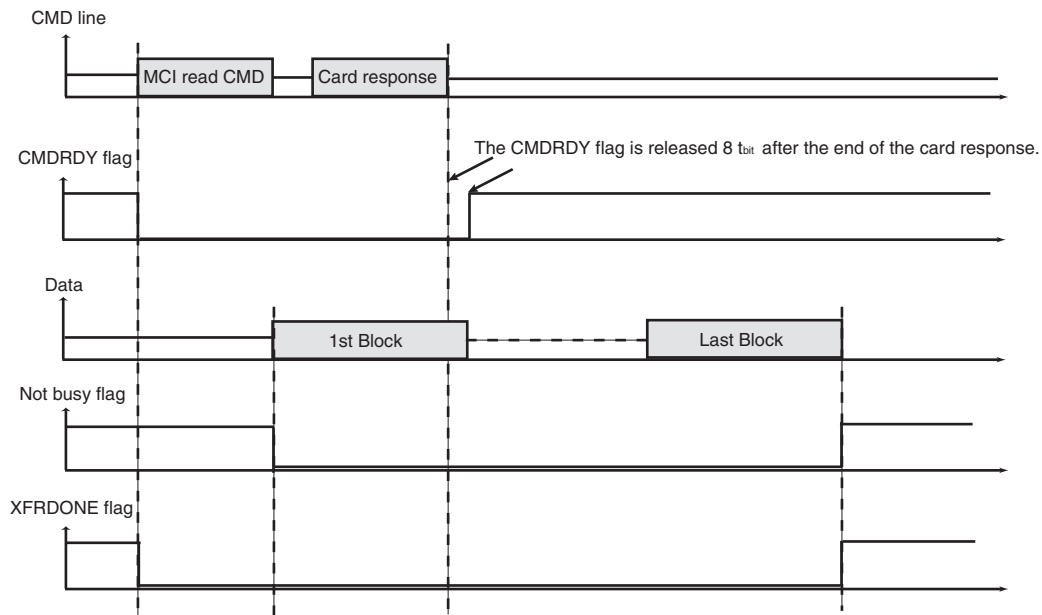 CMD line
MCI read CMD
Card response
CMDRDY flag
The CMDRDY flag is released 8 tbit after the end of the card response.
Data
1st Block
Last Block
Not busy flag
XFRDONE flag